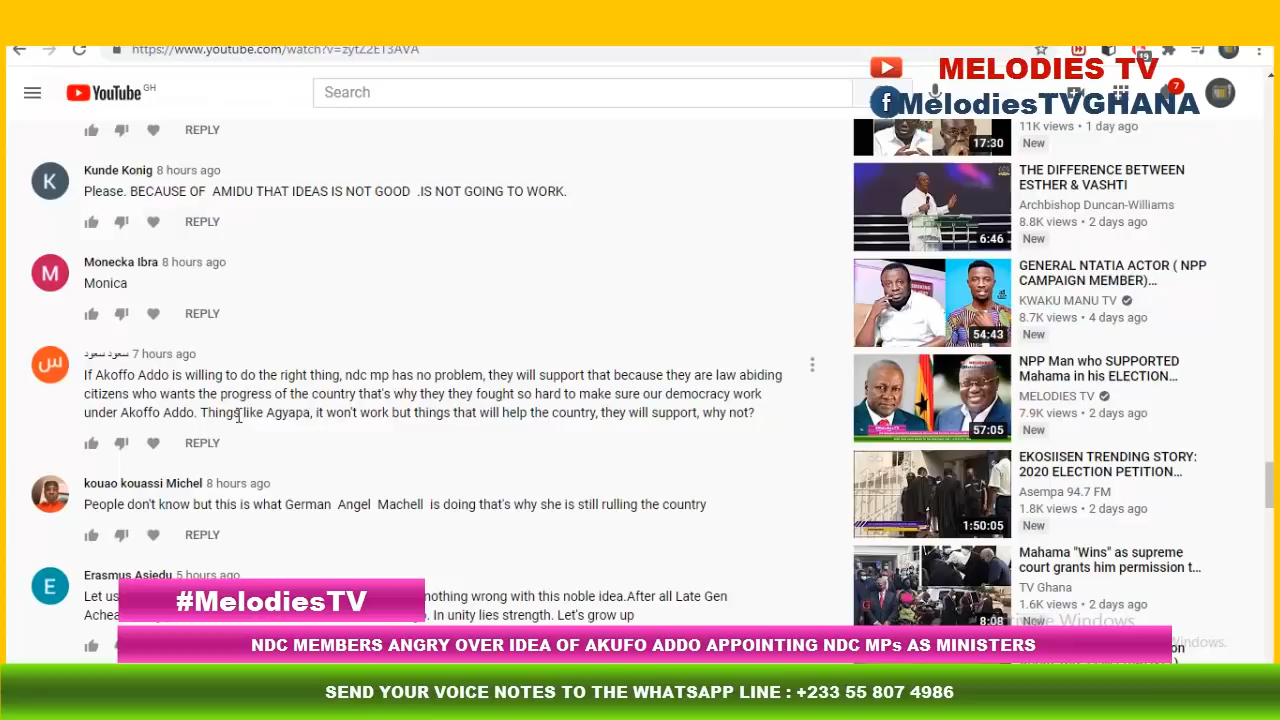 https://www.youtube.com/watch?v=zytZ2ET3AVA
MELODIES TV
MelodiesTVGHANA
YouTube GH
Search
7
REPLY
Kunde Konig 8 hours ago
Please. BECAUSE OF AMIDU THAT IDEAS IS NOT GOOD .IS NOT GOING TO WORK.
REPLY
M
Monecka Ibra 8 hours ago
Monica
REPLY
س
سعود سعود 7 hours ago
If Akoffo Addo is willing to do the right thing, ndc mp has no problem, they will support that because they are law abiding
citizens who wants the progress of the country that's why they they fought so hard to make sure our democracy work
under Akoffo Addo. Things like Agyapa, it won't work but things that will help the country, they will support, why not?
REPLY
kouao kouassi Michel 8 hours ago
People don't know but this is what German Angel Machell is doing that's why she is still rulling the country
REPLY
E
Erasmus Asiedu 5 hours ago
Let us nothing wrong with this noble idea.After all Late Gen
Achea In unity lies strength. Let's grow up
K
17:30
11K views • 1 day ago
New
6:46
THE DIFFERENCE BETWEEN
ESTHER & VASHTI
Archbishop Duncan-Williams
8.8K views • 2 days ago
New
54:43
GENERAL NTATIA ACTOR ( NPP
CAMPAIGN MEMBER)…
KWAKU MANU TV
8.7K views • 4 days ago
New
57:05
NPP Man who SUPPORTED
Mahama in his ELECTION…
MELODIES TV
7.9K views • 2 days ago
New
1:50:05
EKOSIISEN TRENDING STORY:
2020 ELECTION PETITION…
Asempa 94.7 FM
1.8K views • 2 days ago
New
8:08
Mahama "Wins" as supreme
court grants him permission t…
TV Ghana
1.6K views • 2 days ago
New
Windows
Windows.
#MelodiesTV
NDC MEMBERS ANGRY OVER IDEA OF AKUFO ADDO APPOINTING NDC MPs AS MINISTERS
SEND YOUR VOICE NOTES TO THE WHATSAPP LINE : +233 55 807 4986